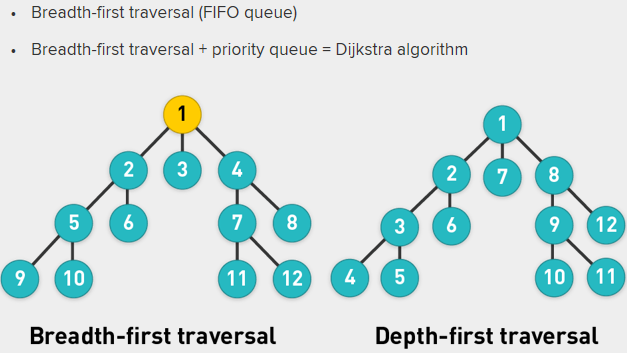 • Breadth-first traversal (FIFO queue)
• Breadth-first traversal + priority queue = Dijkstra algorithm
1
2 3 4
5 6 7 8
9 10 11 12
Breadth-first traversal
1
2 7 8
3 6 9 12
4 5 10 11
Depth-first traversal